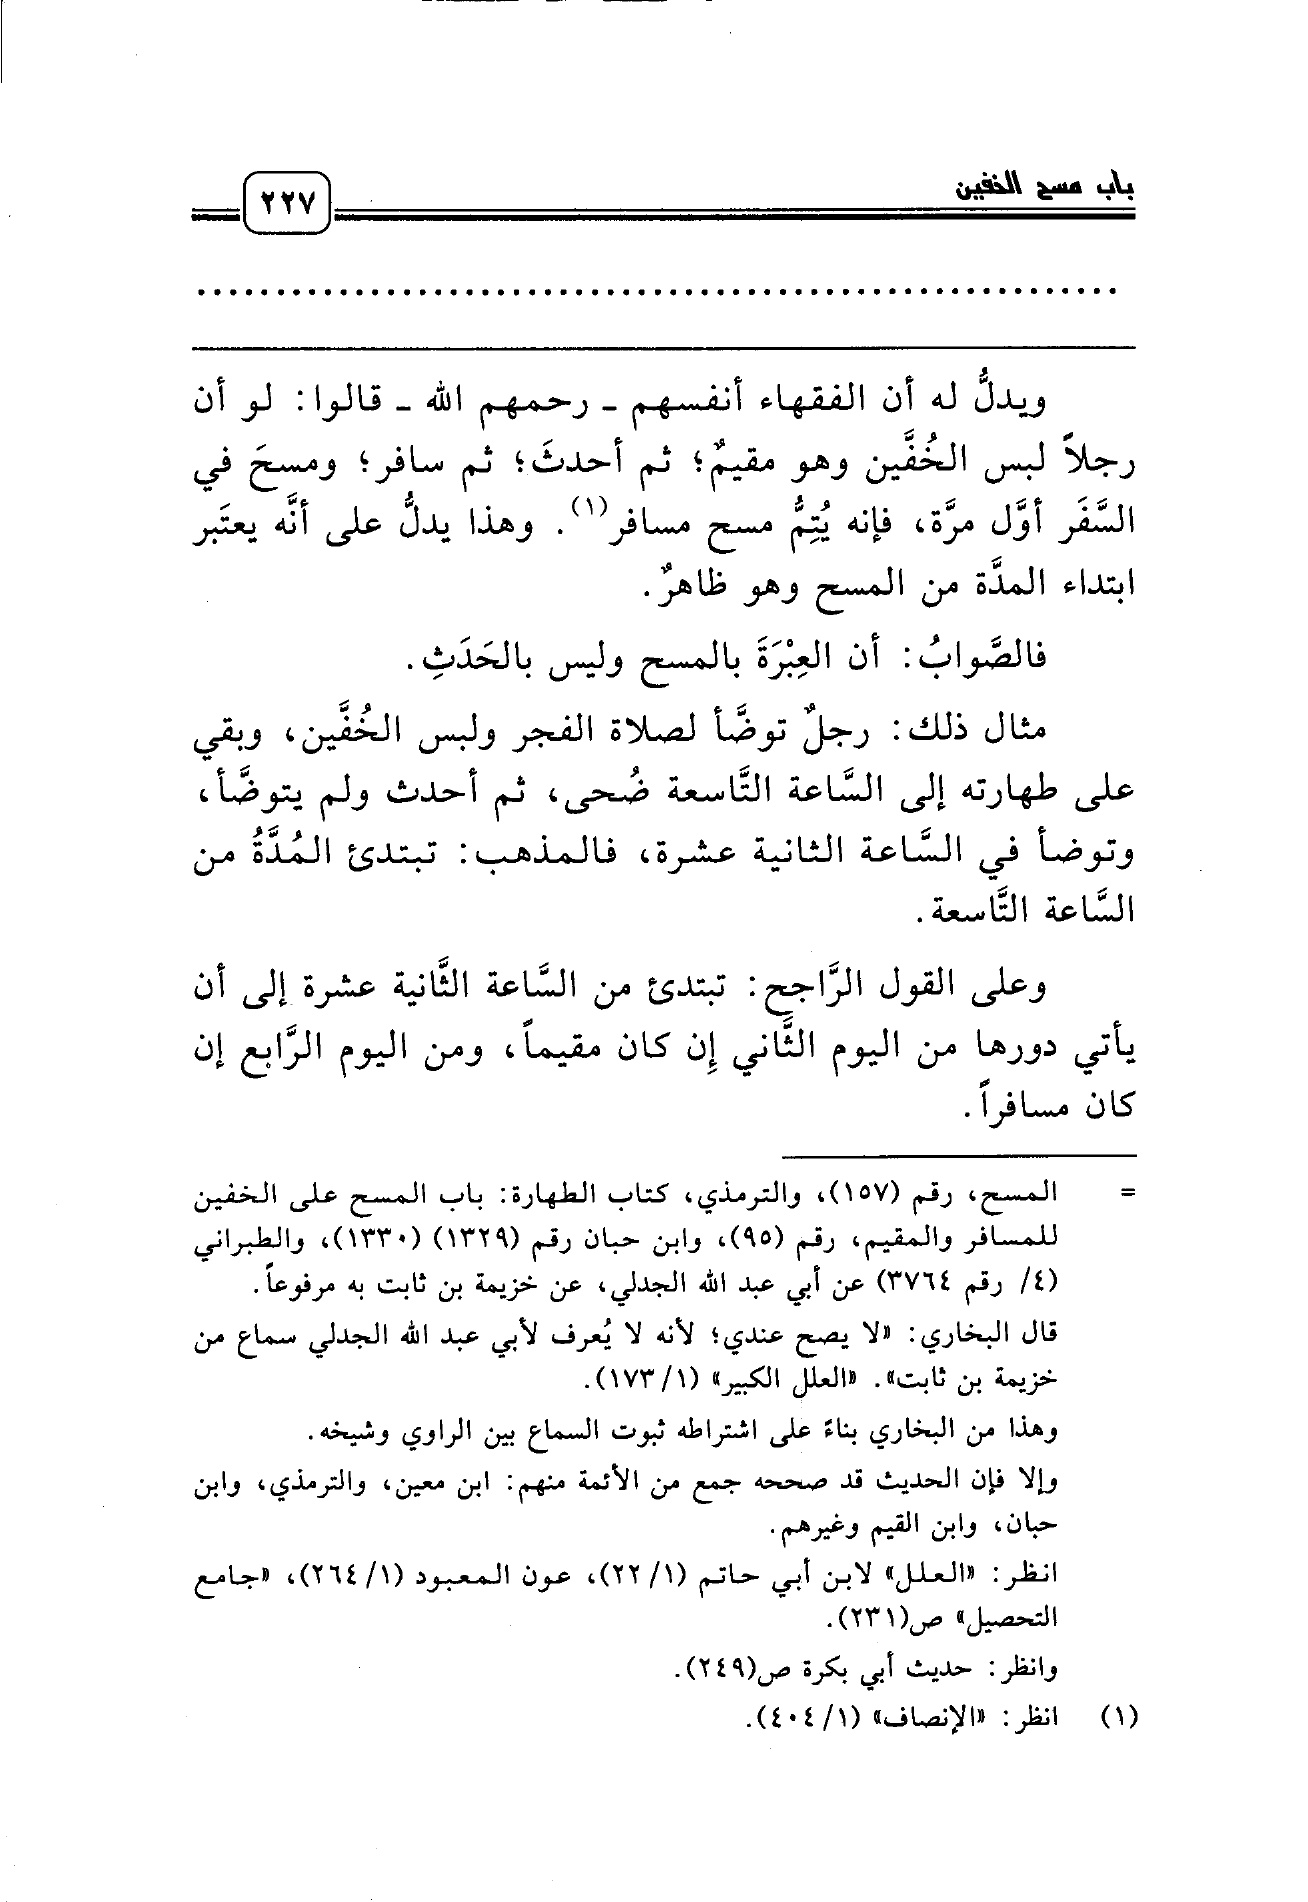 باب مسح الخفين
٢٢٧
................................................
ويدلُّ له أن الفقهاء أنفسهم ـ رحمهم الله ـ قالوا: لو أن
رجلاً لبس الخُفَّين وهو مقيمٌ؛ ثم أحدثَ؛ ثم سافر؛ ومسحَ في
السَّفَر أوَّل مرَّة، فإنه يُتِمُّ مسح مسافر(١). وهذا يدلُّ على أنَّه يعتَبر
ابتداء المدَّة من المسح وهو ظاهرٌ.
فالصَّوابُ: أن العِبْرَةَ بالمسح وليس بالحَدَثِ.
مثال ذلك: رجلٌ توضَّأ لصلاة الفجر ولبس الخُفَّين، وبقي
على طهارته إلى السَّاعة التَّاسعة ضُحى، ثم أحدث ولم يتوضَّأ،
وتوضأ في السَّاعة الثانية عشرة، فالمذهب: تبتدئ المُدَّةُ من
السَّاعة التَّاسعة.
وعلى القول الرَّاجح: تبتدئ من السَّاعة الثَّانية عشرة إلى أن
يأتي دورها من اليوم الثَّاني إِن كان مقيماً، ومن اليوم الرَّابع إن
كان مسافراً.
= المسح، رقم (١٥٧)، والترمذي، كتاب الطهارة: باب المسح على الخفين
للمسافر والمقيم، رقم (٩٥)، وابن حبان رقم (١٣٢٩) (١٣٣٠)، والطبراني
(٤/ رقم ٣٧٦٤) عن أبي عبد الله الجدلي، عن خزيمة بن ثابت به مرفوعاً.
قال البخاري: «لا يصح عندي؛ لأنه لا يُعرف لأبي عبد الله الجدلي سماع من
خزيمة بن ثابت». «العلل الكبير» (١/ ١٧٣).
وهذا من البخاري بناءً على اشتراطه ثبوت السماع بين الراوي وشيخه.
وإلا فإن الحديث قد صححه جمع من الأئمة منهم: ابن معين، والترمذي، وابن
حبان، وابن القيم وغيرهم.
انظر: «العلل» لابن أبي حاتم (١/ ٢٢)، عون المعبود (١/ ٢٦٤)، «جامع
التحصيل» ص(٢٣١).
وانظر: حديث أبي بكرة ص(٢٤٩).
(١) انظر: «الإنصاف» (١/ ٤٠٤).